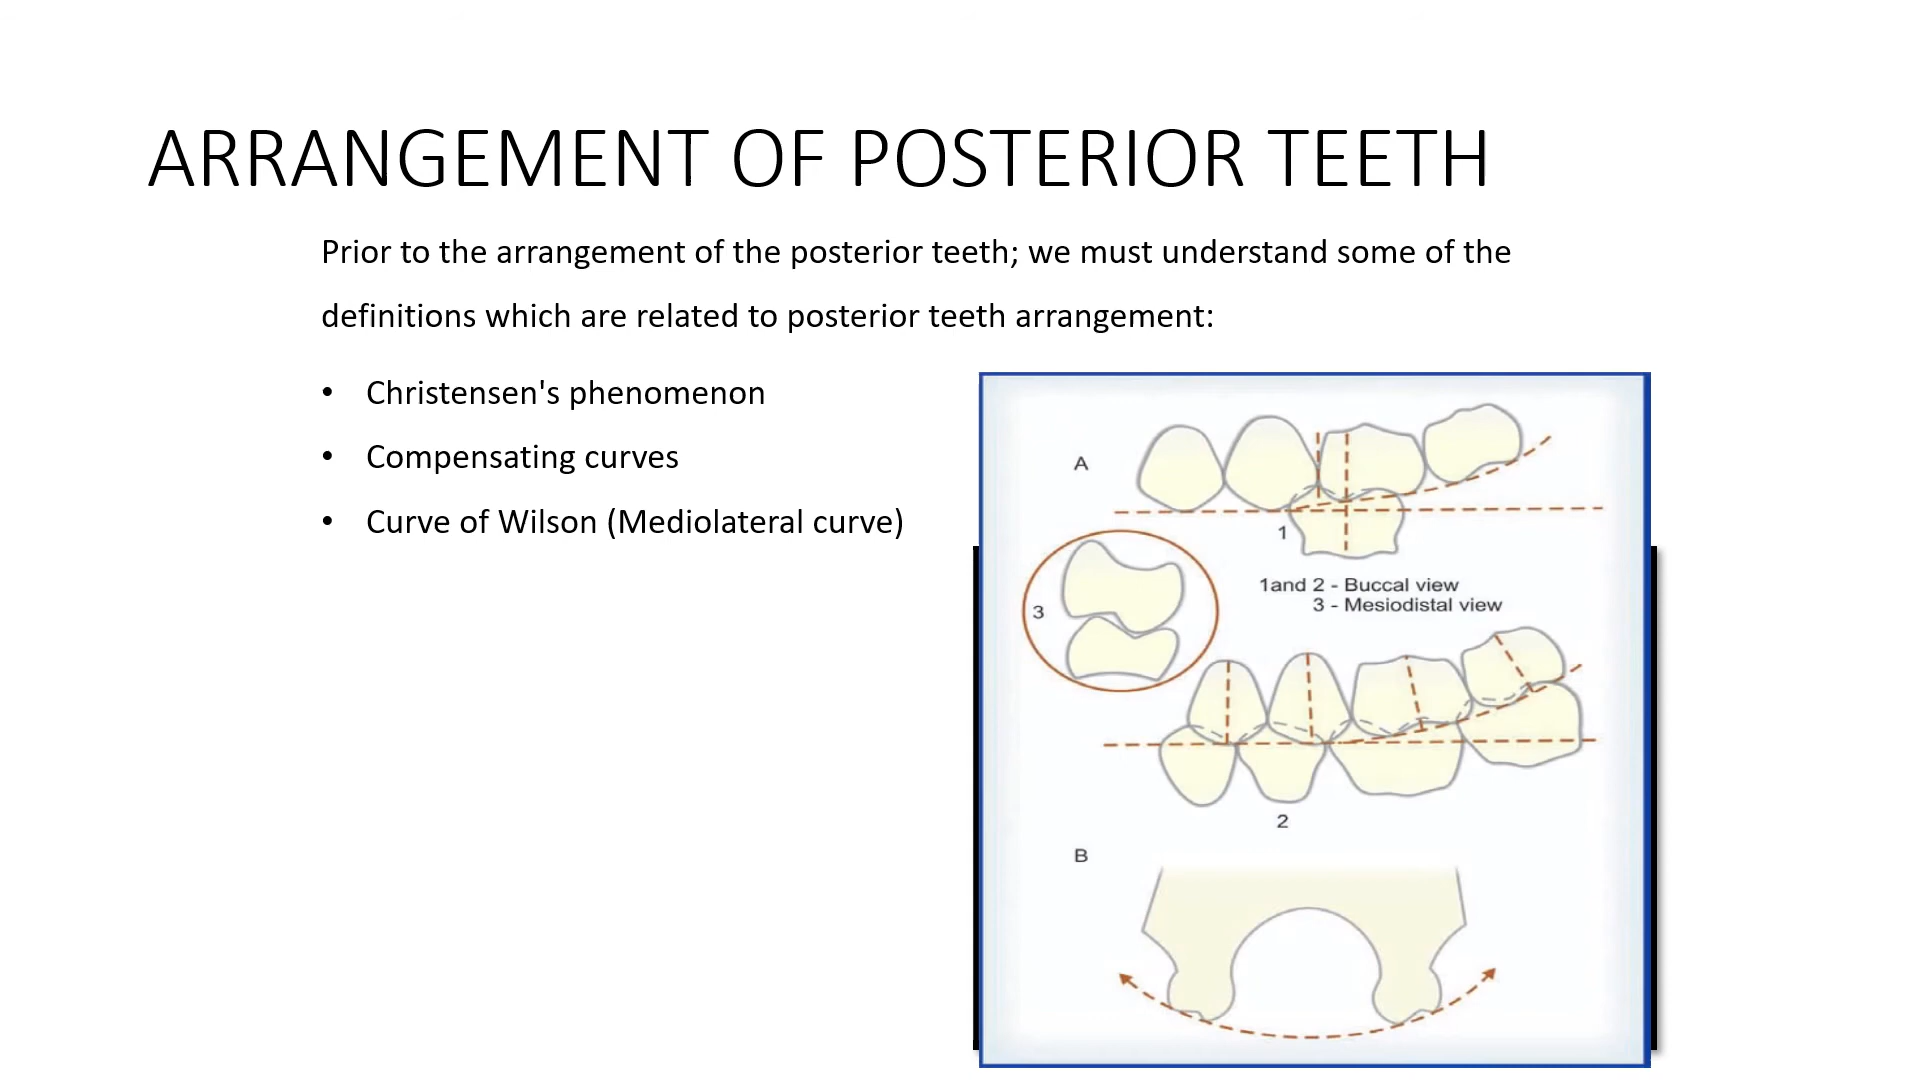 ARRANGEMENT OF POSTERIOR TEETH
Prior to the arrangement of the posterior teeth; we must understand some of the
definitions which are related to posterior teeth arrangement:
• Christensen's phenomenon
• Compensating curves
• Curve of Wilson (Mediolateral curve)
A
1
1and 2 - Buccal view
3 - Mesiodistal view
3
2
B